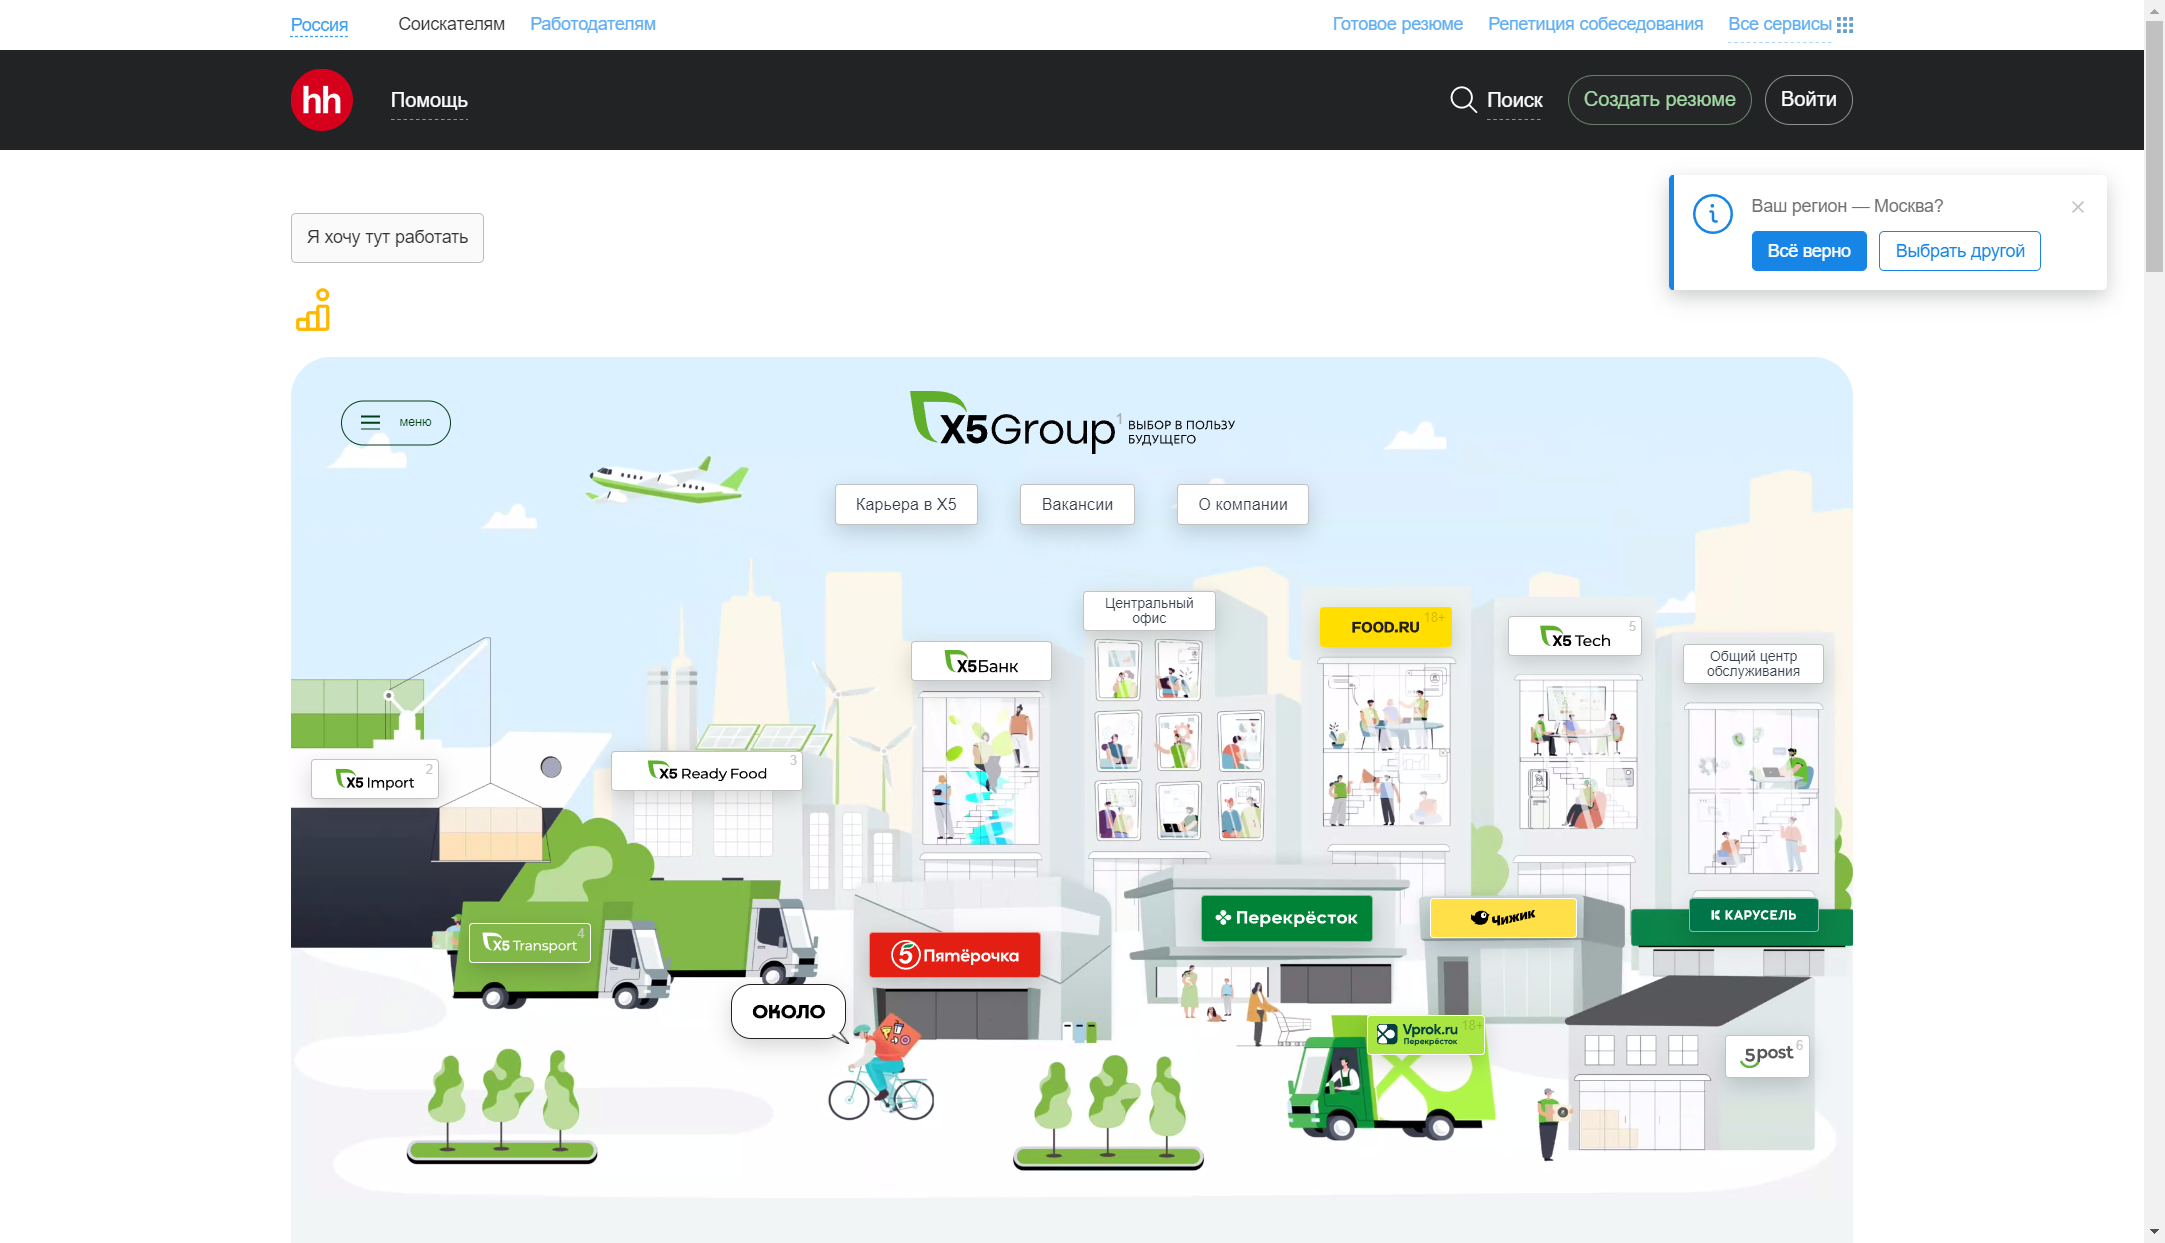 Россия
Соискателям
Работодателям
Готовое резюме
Репетиция собеседования
Все сервисы
hh
Помощь
Поиск
Создать резюме
Войти
Ваш регион — Москва?
Всё верно
Выбрать другой
Я хочу тут работать
меню
X5Group1
ВЫБОР В ПОЛЬЗУ
БУДУЩЕГО
Карьера в X5
Вакансии
О компании
Центральный
офис
FOOD.RU 18+
X5 Tech 5
X5Банк
Общий центр
обслуживания
X5 Import 2
X5 Ready Food 3
X5 Transport 4
5 Пятёрочка
Перекрёсток
Чижик
К КАРУСЕЛЬ
ОКОЛО
Vprok.ru 18+
Перекрёсток
5post 6